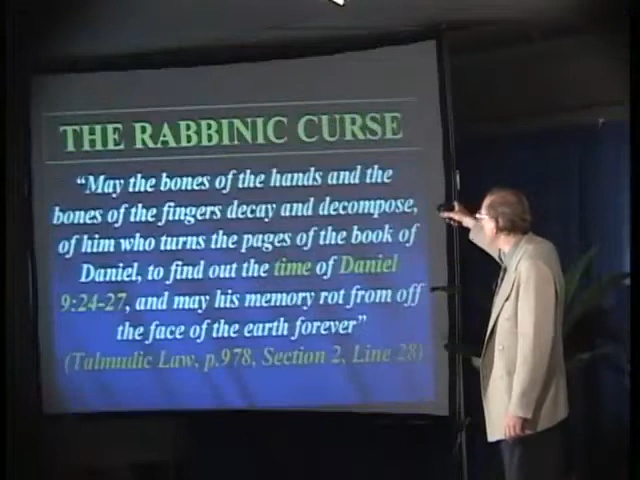 THE RABBINIC CURSE
“May the bones of the hands and the
bones of the fingers decay and decompose,
of him who turns the pages of the book of
Daniel, to find out the time of Daniel
9:24-27, and may his memory rot from off
the face of the earth forever”
(Talmudic Law, p.978, Section 2, Line 28)